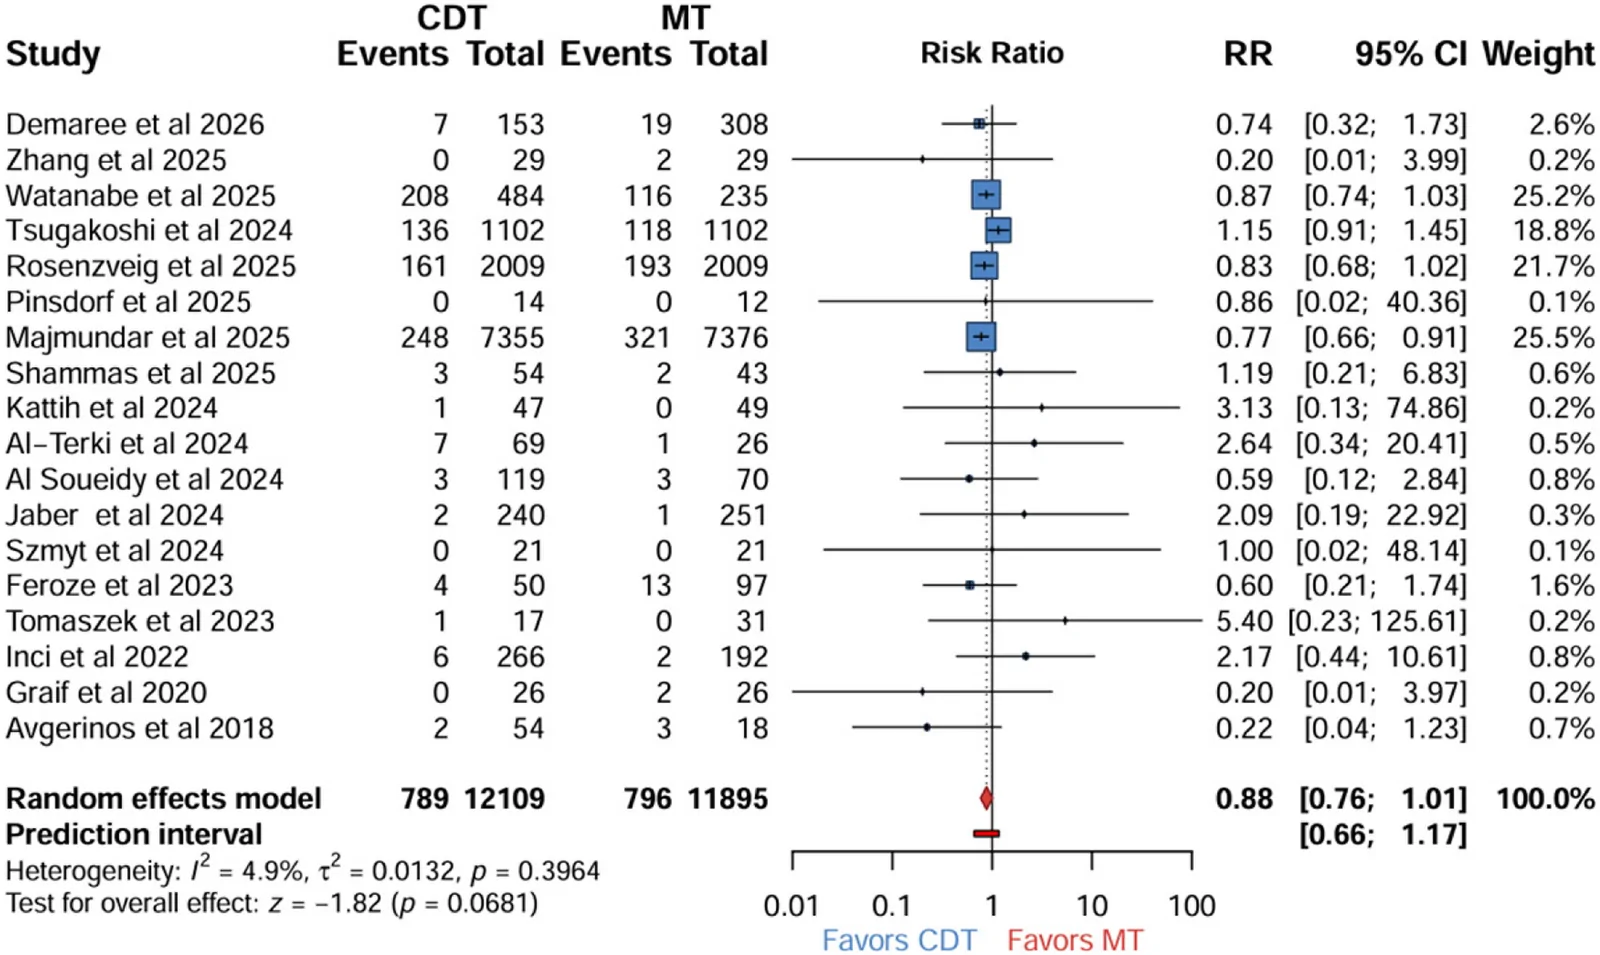 CDT MT
Study Events Total Events Total Risk Ratio RR 95% CI Weight
Demaree et al 2026 7 153 19 308 0.74 [0.32; 1.73] 2.6%
Zhang et al 2025 0 29 2 29 0.20 [0.01; 3.99] 0.2%
Watanabe et al 2025 208 484 116 235 0.87 [0.74; 1.03] 25.2%
Tsugakoshi et al 2024 136 1102 118 1102 1.15 [0.91; 1.45] 18.8%
Rosenzveig et al 2025 161 2009 193 2009 0.83 [0.68; 1.02] 21.7%
Pinsdorf et al 2025 0 14 0 12 0.86 [0.02; 40.36] 0.1%
Majmundar et al 2025 248 7355 321 7376 0.77 [0.66; 0.91] 25.5%
Shammas et al 2025 3 54 2 43 1.19 [0.21; 6.83] 0.6%
Kattih et al 2024 1 47 0 49 3.13 [0.13; 74.86] 0.2%
Al−Terki et al 2024 7 69 1 26 2.64 [0.34; 20.41] 0.5%
Al Soueidy et al 2024 3 119 3 70 0.59 [0.12; 2.84] 0.8%
Jaber et al 2024 2 240 1 251 2.09 [0.19; 22.92] 0.3%
Szmyt et al 2024 0 21 0 21 1.00 [0.02; 48.14] 0.1%
Feroze et al 2023 4 50 13 97 0.60 [0.21; 1.74] 1.6%
Tomaszek et al 2023 1 17 0 31 5.40 [0.23; 125.61] 0.2%
Inci et al 2022 6 266 2 192 2.17 [0.44; 10.61] 0.8%
Graif et al 2020 0 26 2 26 0.20 [0.01; 3.97] 0.2%
Avgerinos et al 2018 2 54 3 18 0.22 [0.04; 1.23] 0.7%
Random effects model 789 12109 796 11895 0.88 [0.76; 1.01] 100.0%
Prediction interval [0.66; 1.17]
Heterogeneity: I² = 4.9%, τ² = 0.0132, p = 0.3964
Test for overall effect: z = −1.82 (p = 0.0681)
0.01 0.1 1 10 100
Favors CDT Favors MT